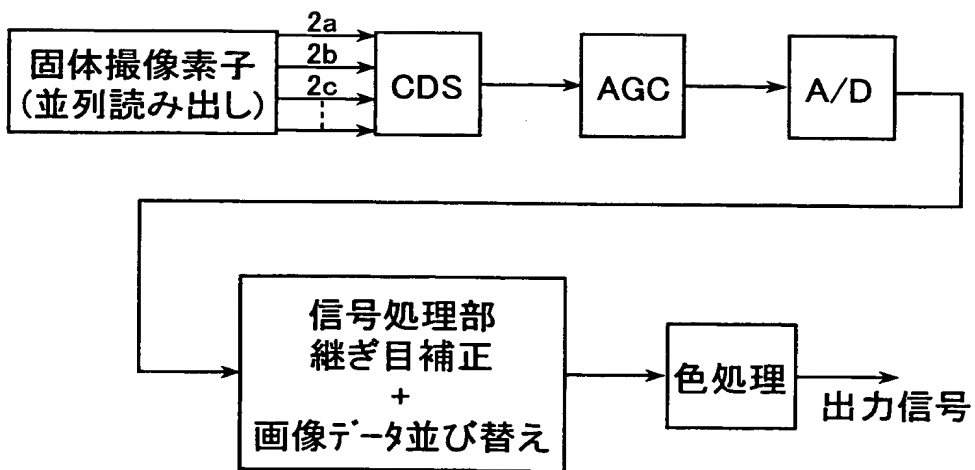 固体撮像素子
(並列読み出し)
2a
2b
2c
CDS
AGC
A/D
信号処理部
継ぎ目補正
+
画像データ並び替え
色処理
出力信号